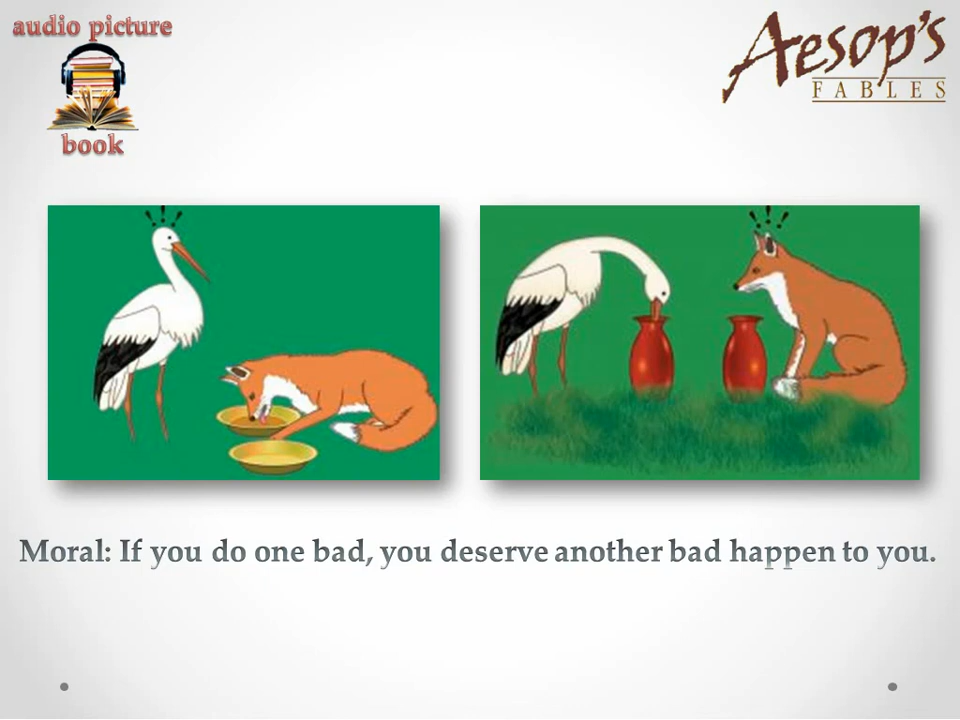 audio picture
book
Aesop's
FABLES
Moral: If you do one bad, you deserve another bad happen to you.